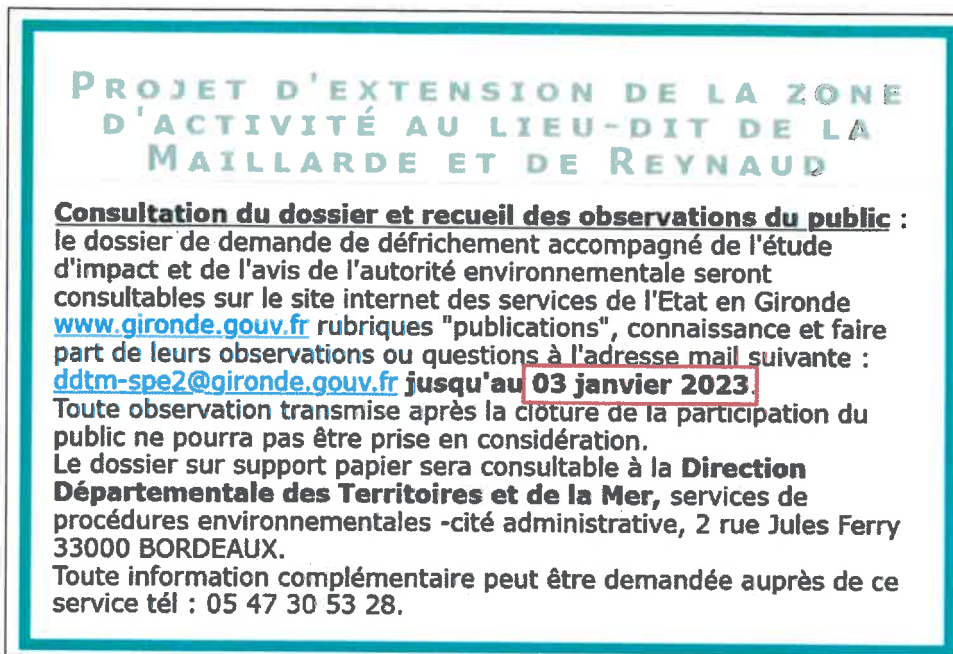 PROJET D'EXTENSION DE LA ZONE
D'ACTIVITÉ AU LIEU-DIT DE LA
MAILLARDE ET DE REYNAUD
Consultation du dossier et recueil des observations du public :
le dossier de demande de défrichement accompagné de l'étude
d'impact et de l'avis de l'autorité environnementale seront
consultables sur le site internet des services de l'Etat en Gironde
www.gironde.gouv.fr rubriques "publications", connaissance et faire
part de leurs observations ou questions à l'adresse mail suivante :
ddtm-spe2@gironde.gouv.fr jusqu'au 03 janvier 2023.
Toute observation transmise après la clôture de la participation du
public ne pourra pas être prise en considération.
Le dossier sur support papier sera consultable à la Direction
Départementale des Territoires et de la Mer, services de
procédures environnementales -cité administrative, 2 rue Jules Ferry
33000 BORDEAUX.
Toute information complémentaire peut être demandée auprès de ce
service tél : 05 47 30 53 28.